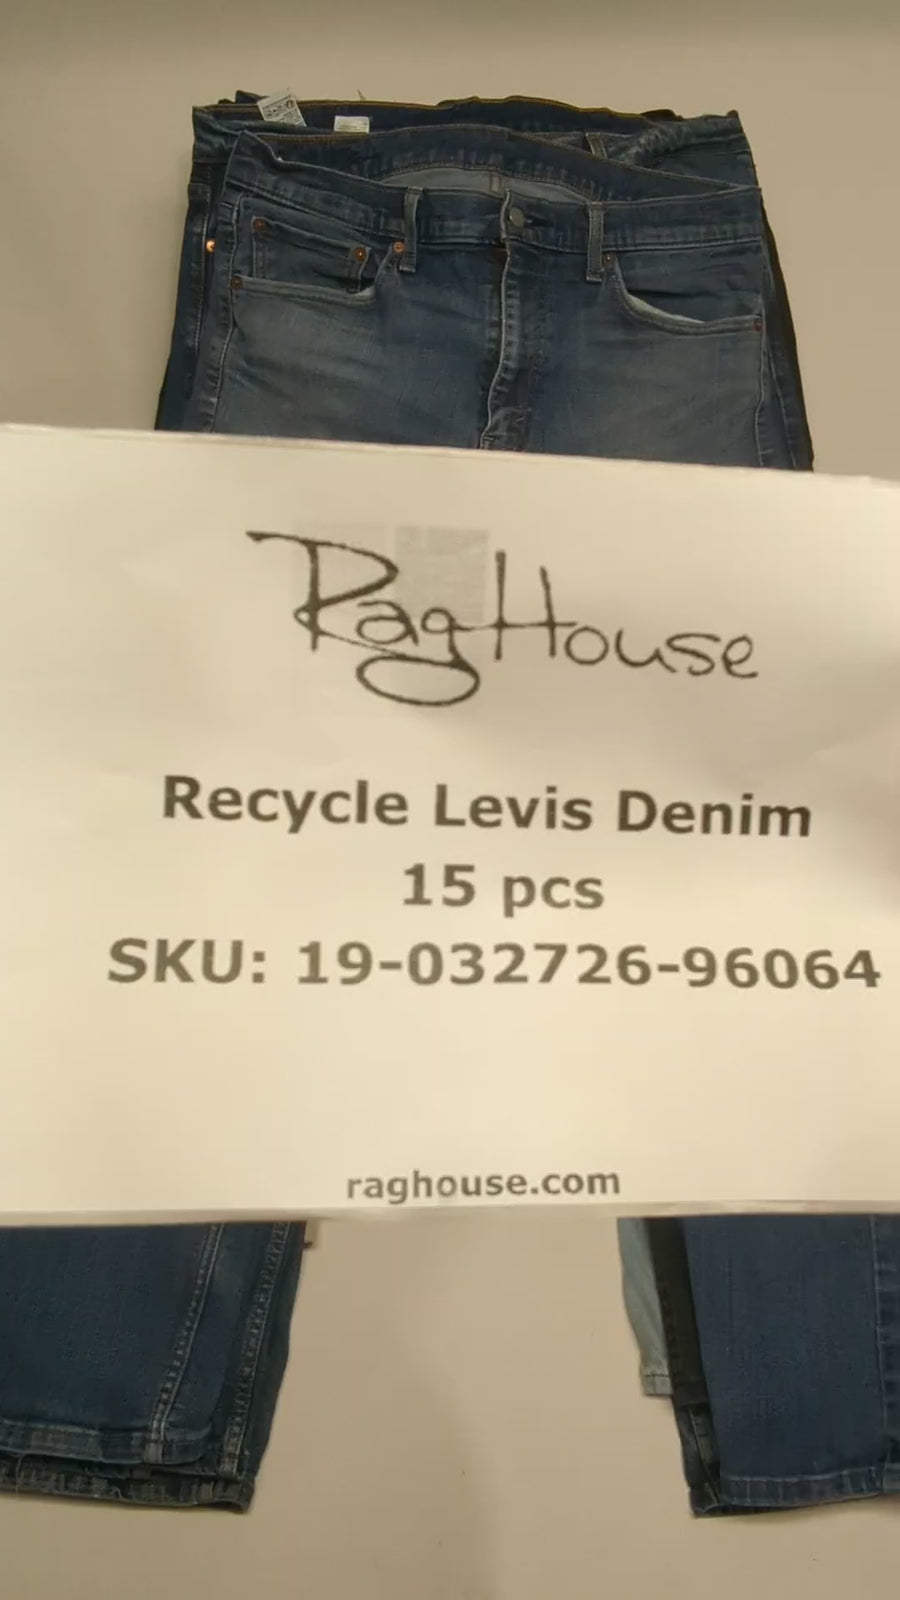 RagHouse
Recycle Levis Denim
15 pcs
SKU: 19-032726-96064
raghouse.com